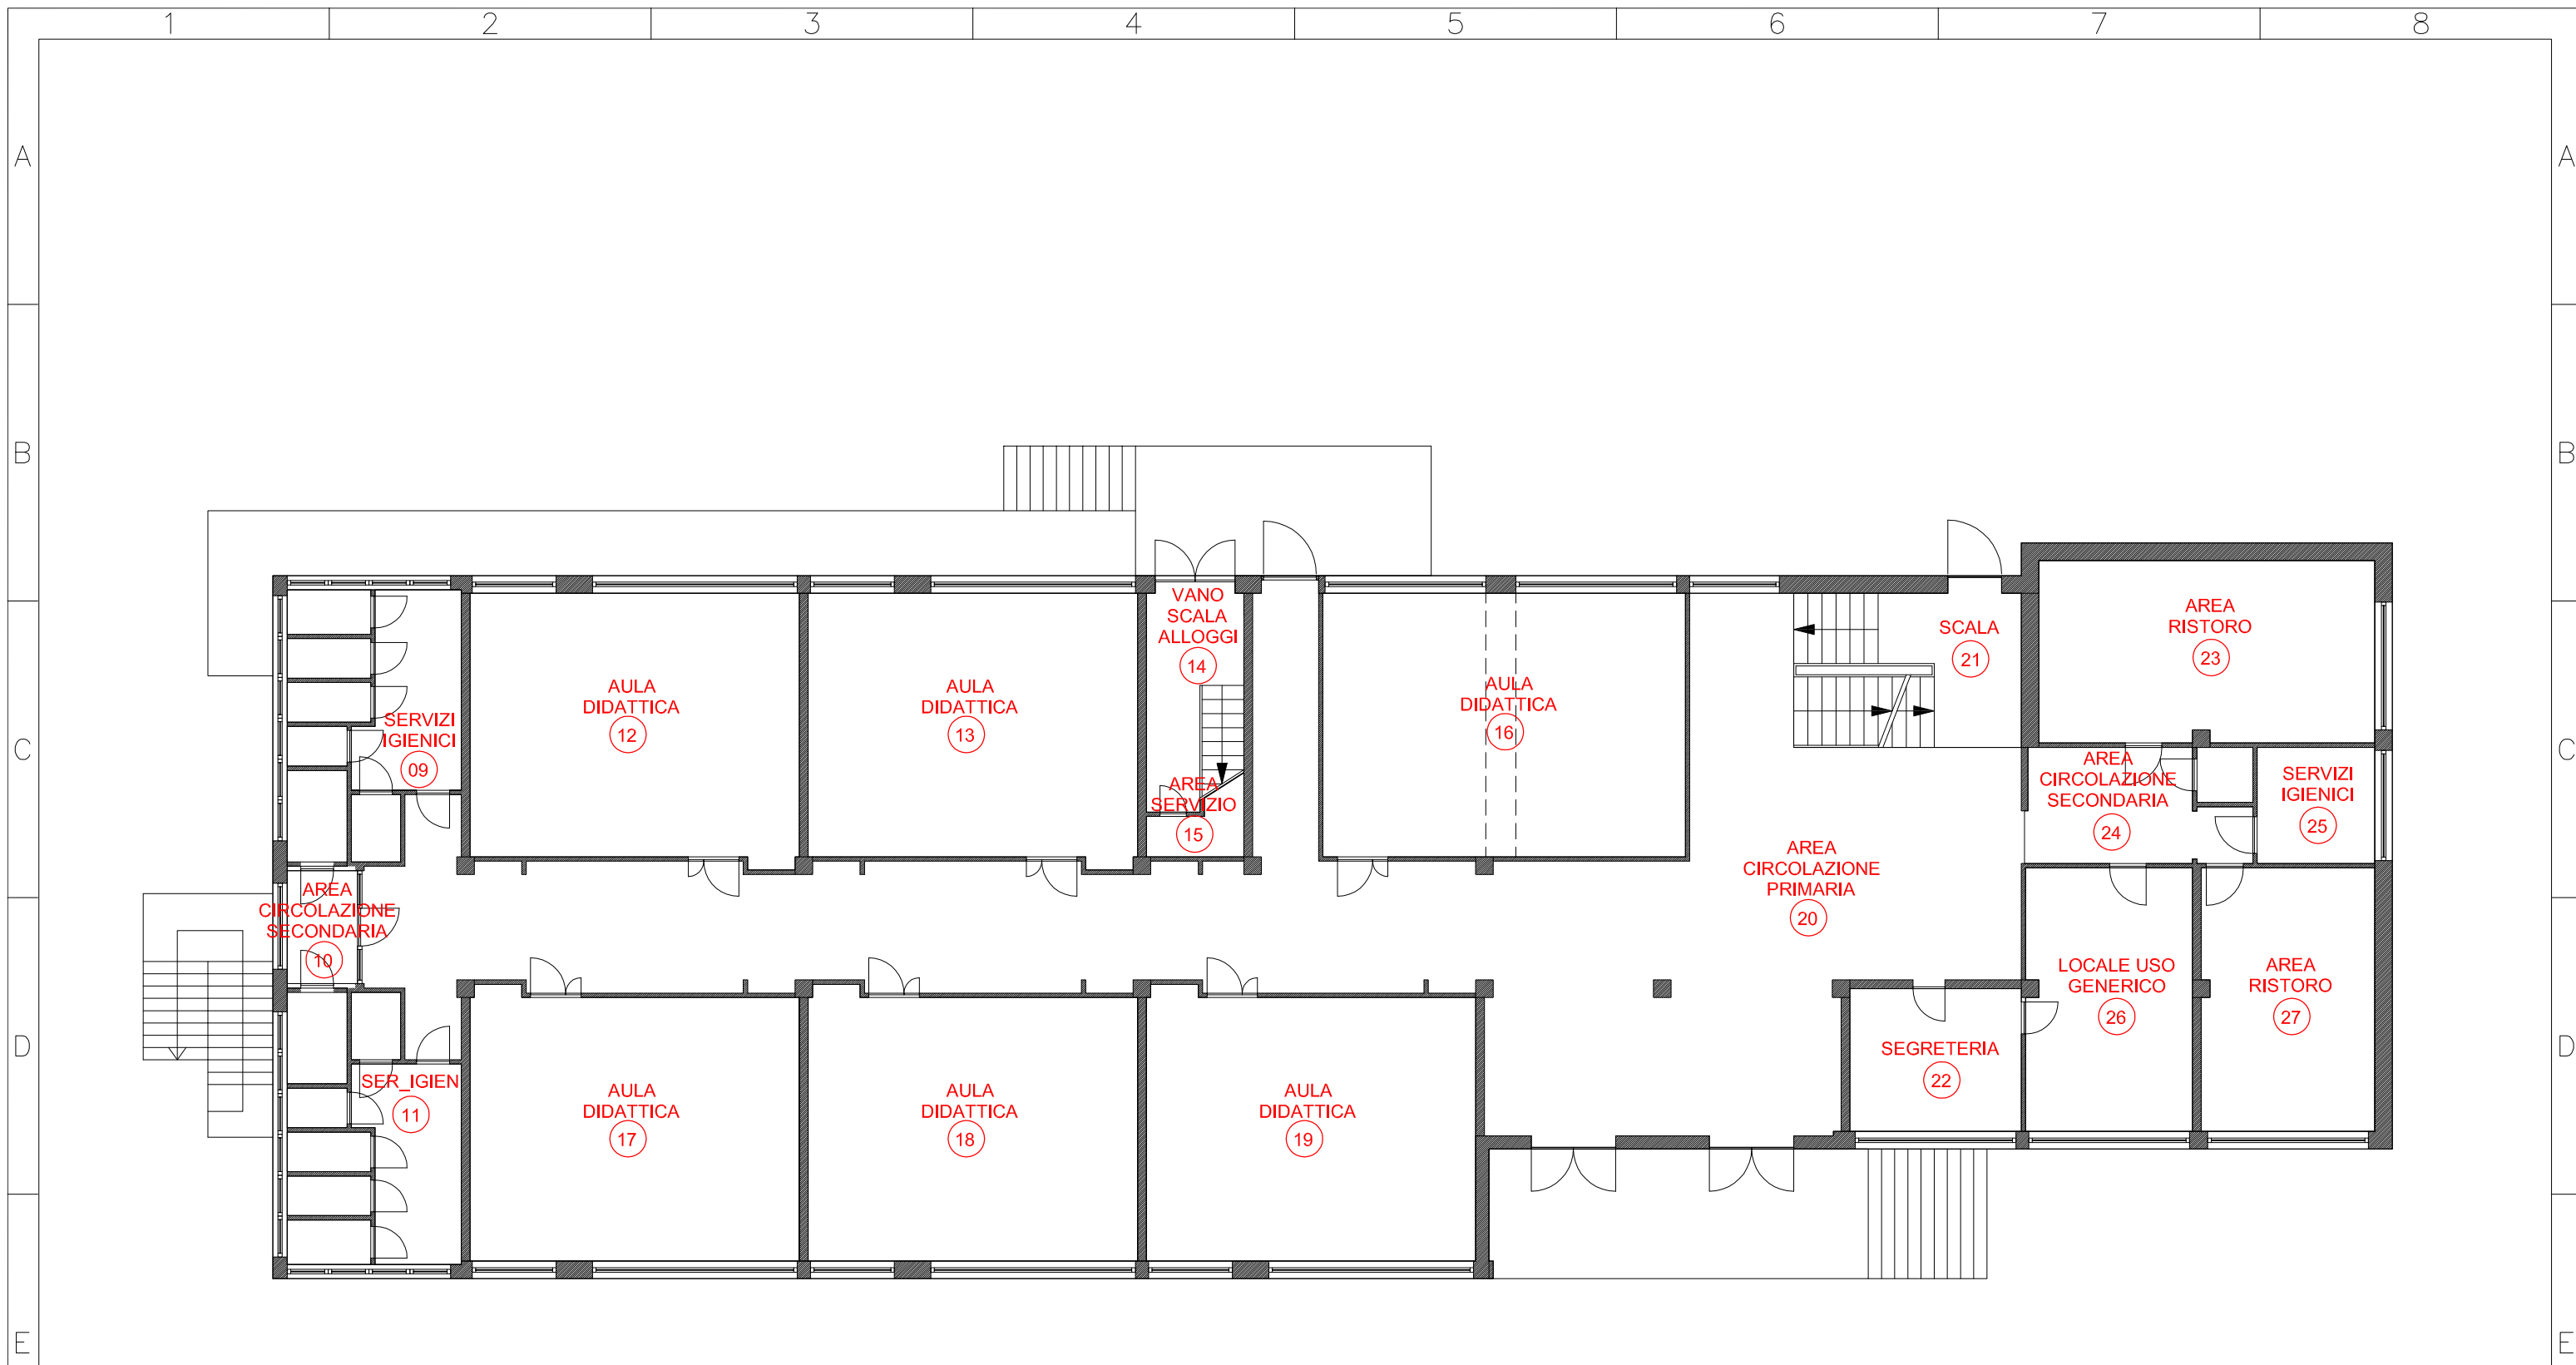 1 2 3 4 5 6 7 8
A A
B B
VANO
SCALA
ALLOGGI
14
SCALA
21
AREA
RISTORO
23
AULA
DIDATTICA
12
AULA
DIDATTICA
13
AULA
DIDATTICA
16
SERVIZI
IGIENICI
09
C C
AREA
SERVIZIO
15
AREA
CIRCOLAZIONE
SECONDARIA
24
SERVIZI
IGIENICI
25
AREA
CIRCOLAZIONE
PRIMARIA
20
AREA
CIRCOLAZIONE
SECONDARIA
10
LOCALE USO
GENERICO
26
AREA
RISTORO
27
D D
SEGRETERIA
22
SER_IGIEN
11
AULA
DIDATTICA
17
AULA
DIDATTICA
18
AULA
DIDATTICA
19
E E